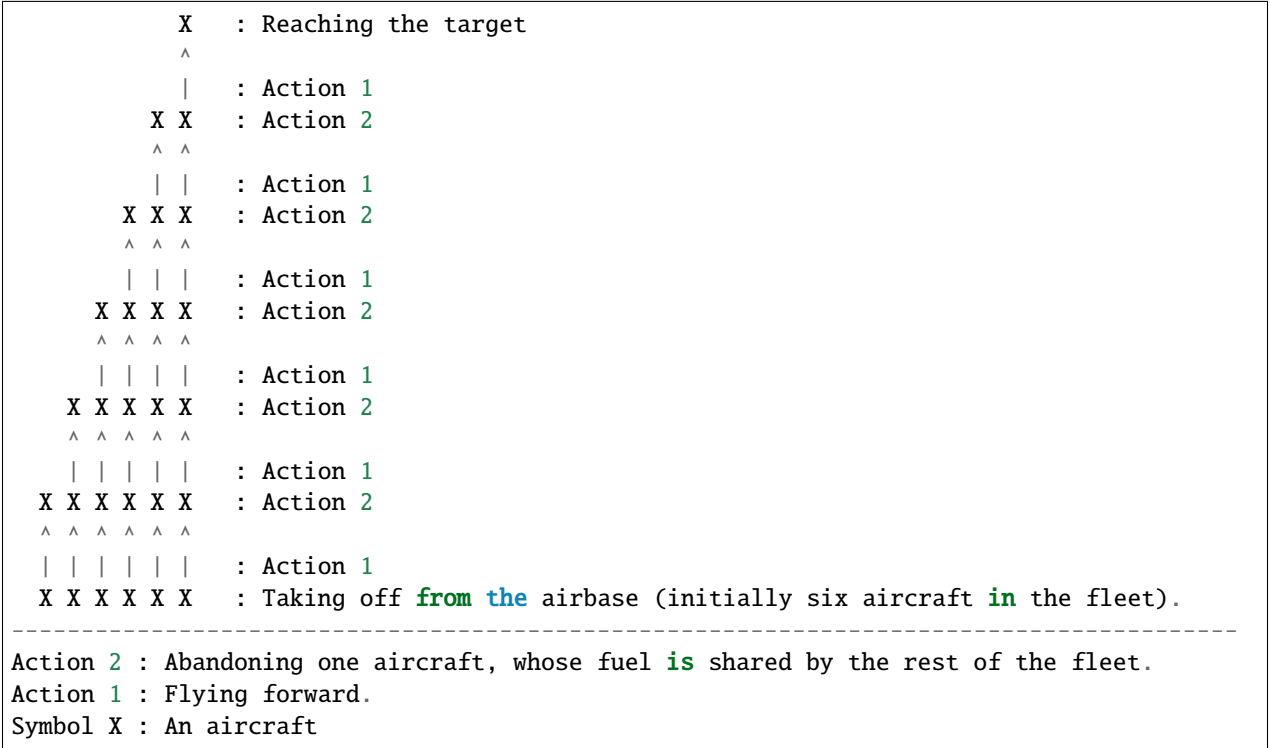 X   : Reaching the target
            ^
            |   : Action 1
          X X   : Action 2
          ^ ^
          | |   : Action 1
        X X X   : Action 2
        ^ ^ ^
        | | |   : Action 1
      X X X X   : Action 2
      ^ ^ ^ ^
      | | | |   : Action 1
    X X X X X   : Action 2
    ^ ^ ^ ^ ^
    | | | | |   : Action 1
  X X X X X X   : Action 2
  ^ ^ ^ ^ ^ ^
  | | | | | |   : Action 1
  X X X X X X   : Taking off from the airbase (initially six aircraft in the fleet).
----------------------------------------------------------------------------------------
Action 2 : Abandoning one aircraft, whose fuel is shared by the rest of the fleet.
Action 1 : Flying forward.
Symbol X : An aircraft